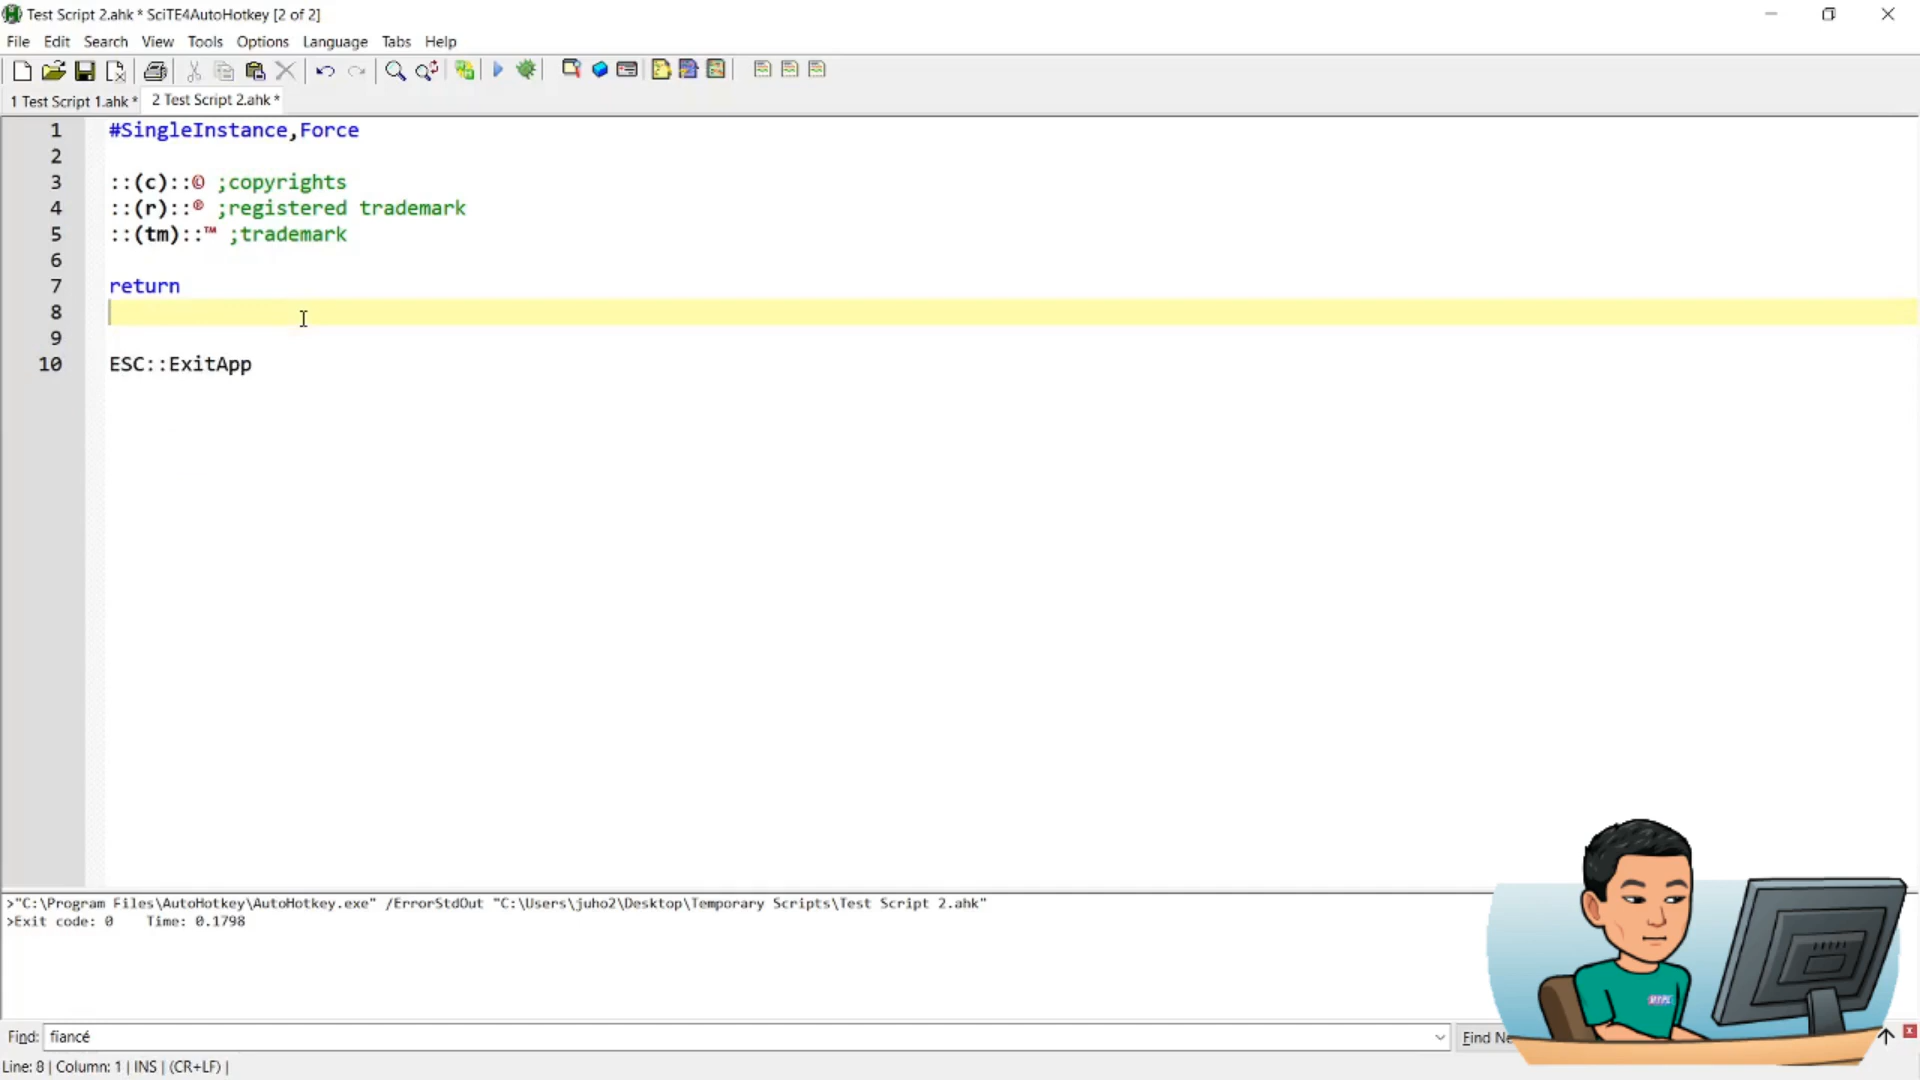 Test Script 2.ahk * SciTE4AutoHotkey [2 of 2]
File Edit Search View Tools Options Language Tabs Help
1 Test Script 1.ahk * 2 Test Script 2.ahk *
1 #SingleInstance,Force
2
3 ::(c)::© ;copyrights
4 ::(r)::® ;registered trademark
5 ::(tm)::™ ;trademark
6
7 return
8
9
10 ESC::ExitApp
>"C:\Program Files\AutoHotkey\AutoHotkey.exe" /ErrorStdOut "C:\Users\juho2\Desktop\Temporary Scripts\Test Script 2.ahk"
>Exit code: 0 Time: 0.1798
Find: fiancé Find Ne
Line: 8 | Column: 1 | INS | (CR+LF) |